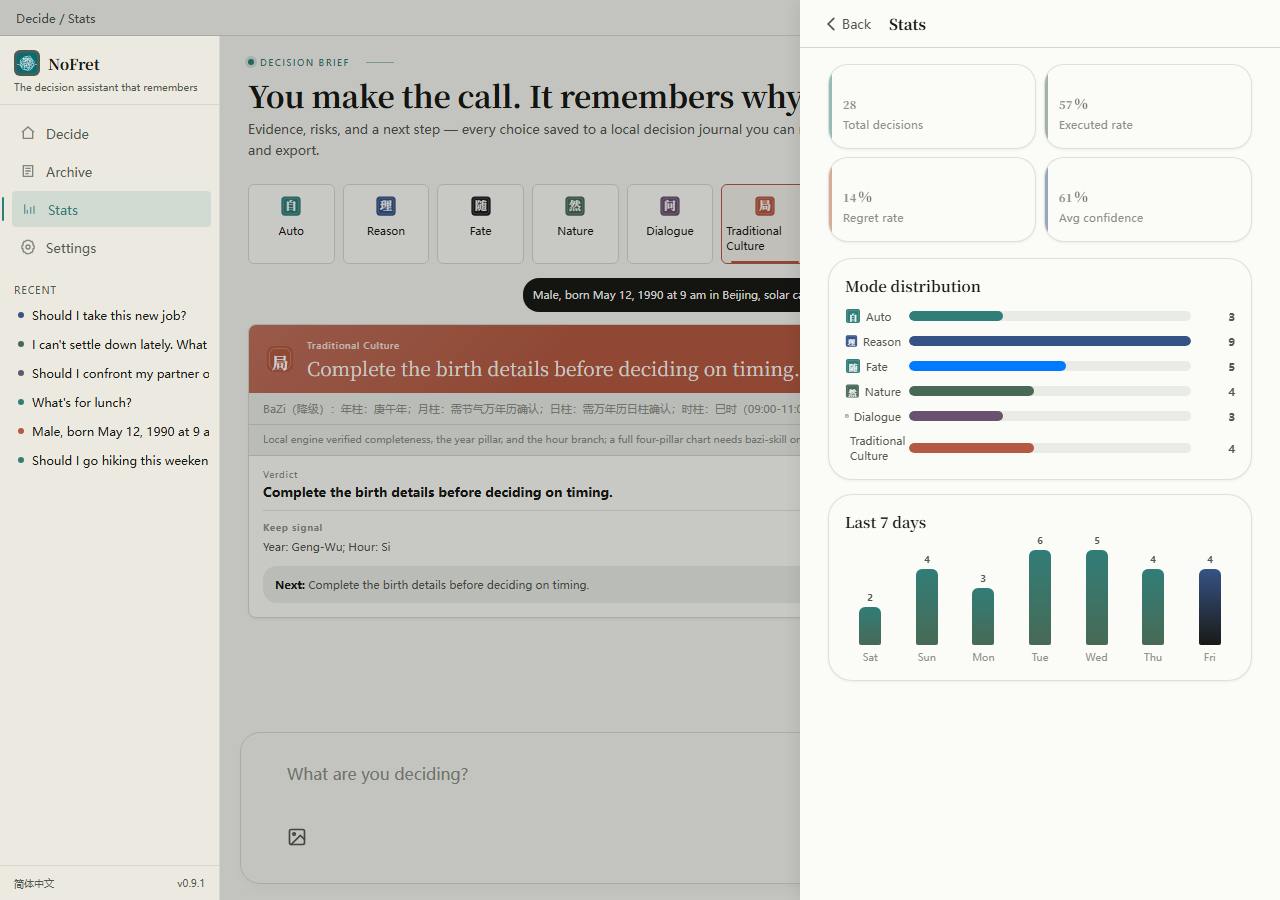 Decide / Stats
NoFret
The decision assistant that remembers
Decide
Archive
Stats
Settings
RECENT
Should I take this new job?
I can't settle down lately. What
Should I confront my partner o
What's for lunch?
Male, born May 12, 1990 at 9 a
Should I go hiking this weeken
简体中文
v0.9.1
DECISION BRIEF
You make the call. It remembers why
Evidence, risks, and a next step — every choice saved to a local decision journal you can
and export.
自
Auto
理
Reason
随
Fate
然
Nature
问
Dialogue
局
Traditional
Culture
Male, born May 12, 1990 at 9 am in Beijing, solar ca
局
Traditional Culture
Complete the birth details before deciding on timing.
BaZi（降级）：年柱：庚午年；月柱：需节气万年历确认；日柱：需万年历日柱确认；时柱：巳时（09:00-11:0
Local engine verified completeness, the year pillar, and the hour branch; a full four-pillar chart needs bazi-skill or
Verdict
Complete the birth details before deciding on timing.
Keep signal
Year: Geng-Wu; Hour: Si
Next: Complete the birth details before deciding on timing.
What are you deciding?
Back
Stats
28
Total decisions
57%
Executed rate
14%
Regret rate
61%
Avg confidence
Mode distribution
自 Auto 3
理 Reason 9
随 Fate 5
然 Nature 4
Dialogue 3
Traditional
Culture 4
Last 7 days
2 4 3 6 5 4 4
Sat Sun Mon Tue Wed Thu Fri